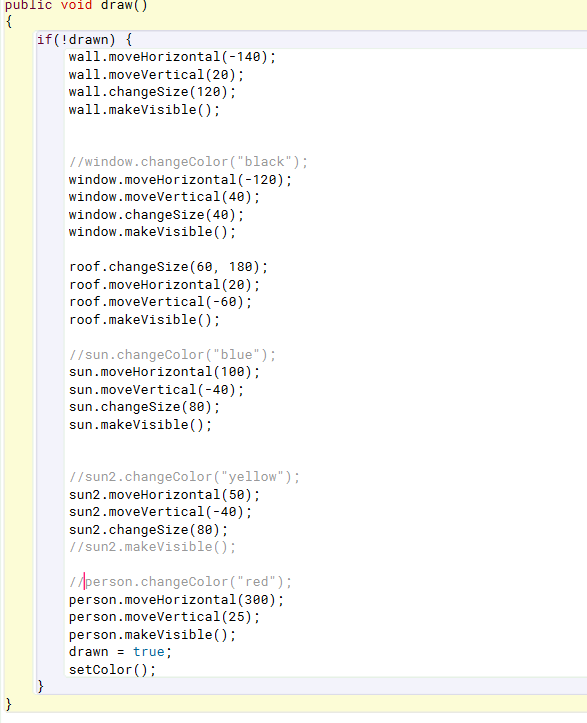 public void draw()
{
if(!drawn) {
wall.moveHorizontal(-140);
wall.moveVertical(20);
wall.changeSize(120);
wall.makeVisible();
//window.changeColor("black");
window.moveHorizontal(-120);
window.moveVertical(40);
window.changeSize(40);
window.makeVisible();
roof.changeSize(60, 180);
roof.moveHorizontal(20);
roof.moveVertical(-60);
roof.makeVisible();
//sun.changeColor("blue");
sun.moveHorizontal(100);
sun.moveVertical(-40);
sun.changeSize(80);
sun.makeVisible();
//sun2.changeColor("yellow");
sun2.moveHorizontal(50);
sun2.moveVertical(-40);
sun2.changeSize(80);
//sun2.makeVisible();
//person.changeColor("red");
person.moveHorizontal(300);
person.moveVertical(25);
person.makeVisible();
drawn = true;
setColor();
}
}